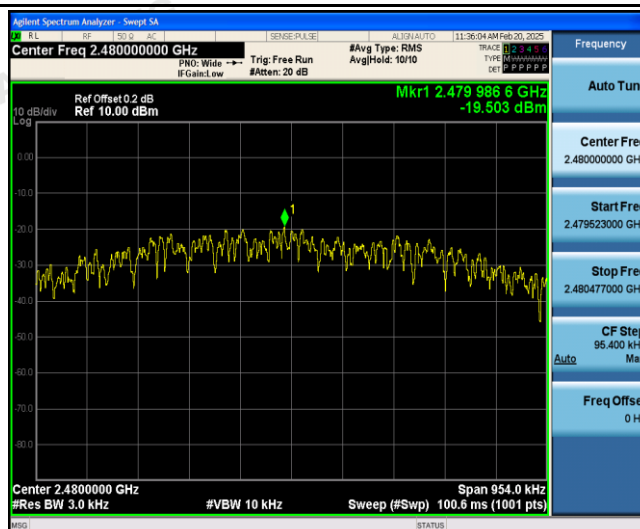 Agilent Spectrum Analyzer - Swept SA
RL RF 50 Ω AC SENSE:PULSE ALIGN AUTO 11:36:04 AM Feb 20, 2025
Center Freq 2.480000000 GHz
PNO: Wide
IFGain:Low
Trig: Free Run
#Atten: 20 dB
#Avg Type: RMS
Avg|Hold: 10/10
TRACE 1 2 3 4 5 6
TYPE M
DET P P P P P P
Mkr1 2.479 986 6 GHz
-19.503 dBm
Ref Offset 0.2 dB
Ref 10.00 dBm
10 dB/div
Log
0.00
-10.0
-20.0
-30.0
-40.0
-50.0
-60.0
-70.0
-80.0
1
Center 2.4800000 GHz
Span 954.0 kHz
#Res BW 3.0 kHz
#VBW 10 kHz
Sweep (#Swp) 100.6 ms (1001 pts)
MSG
STATUS
Frequency
Auto Tun
Center Fre
2.480000000 GH
Start Fre
2.479523000 GH
Stop Fre
2.480477000 GH
CF Ste
95.400 kH
Auto Ma
Freq Offse
0 H